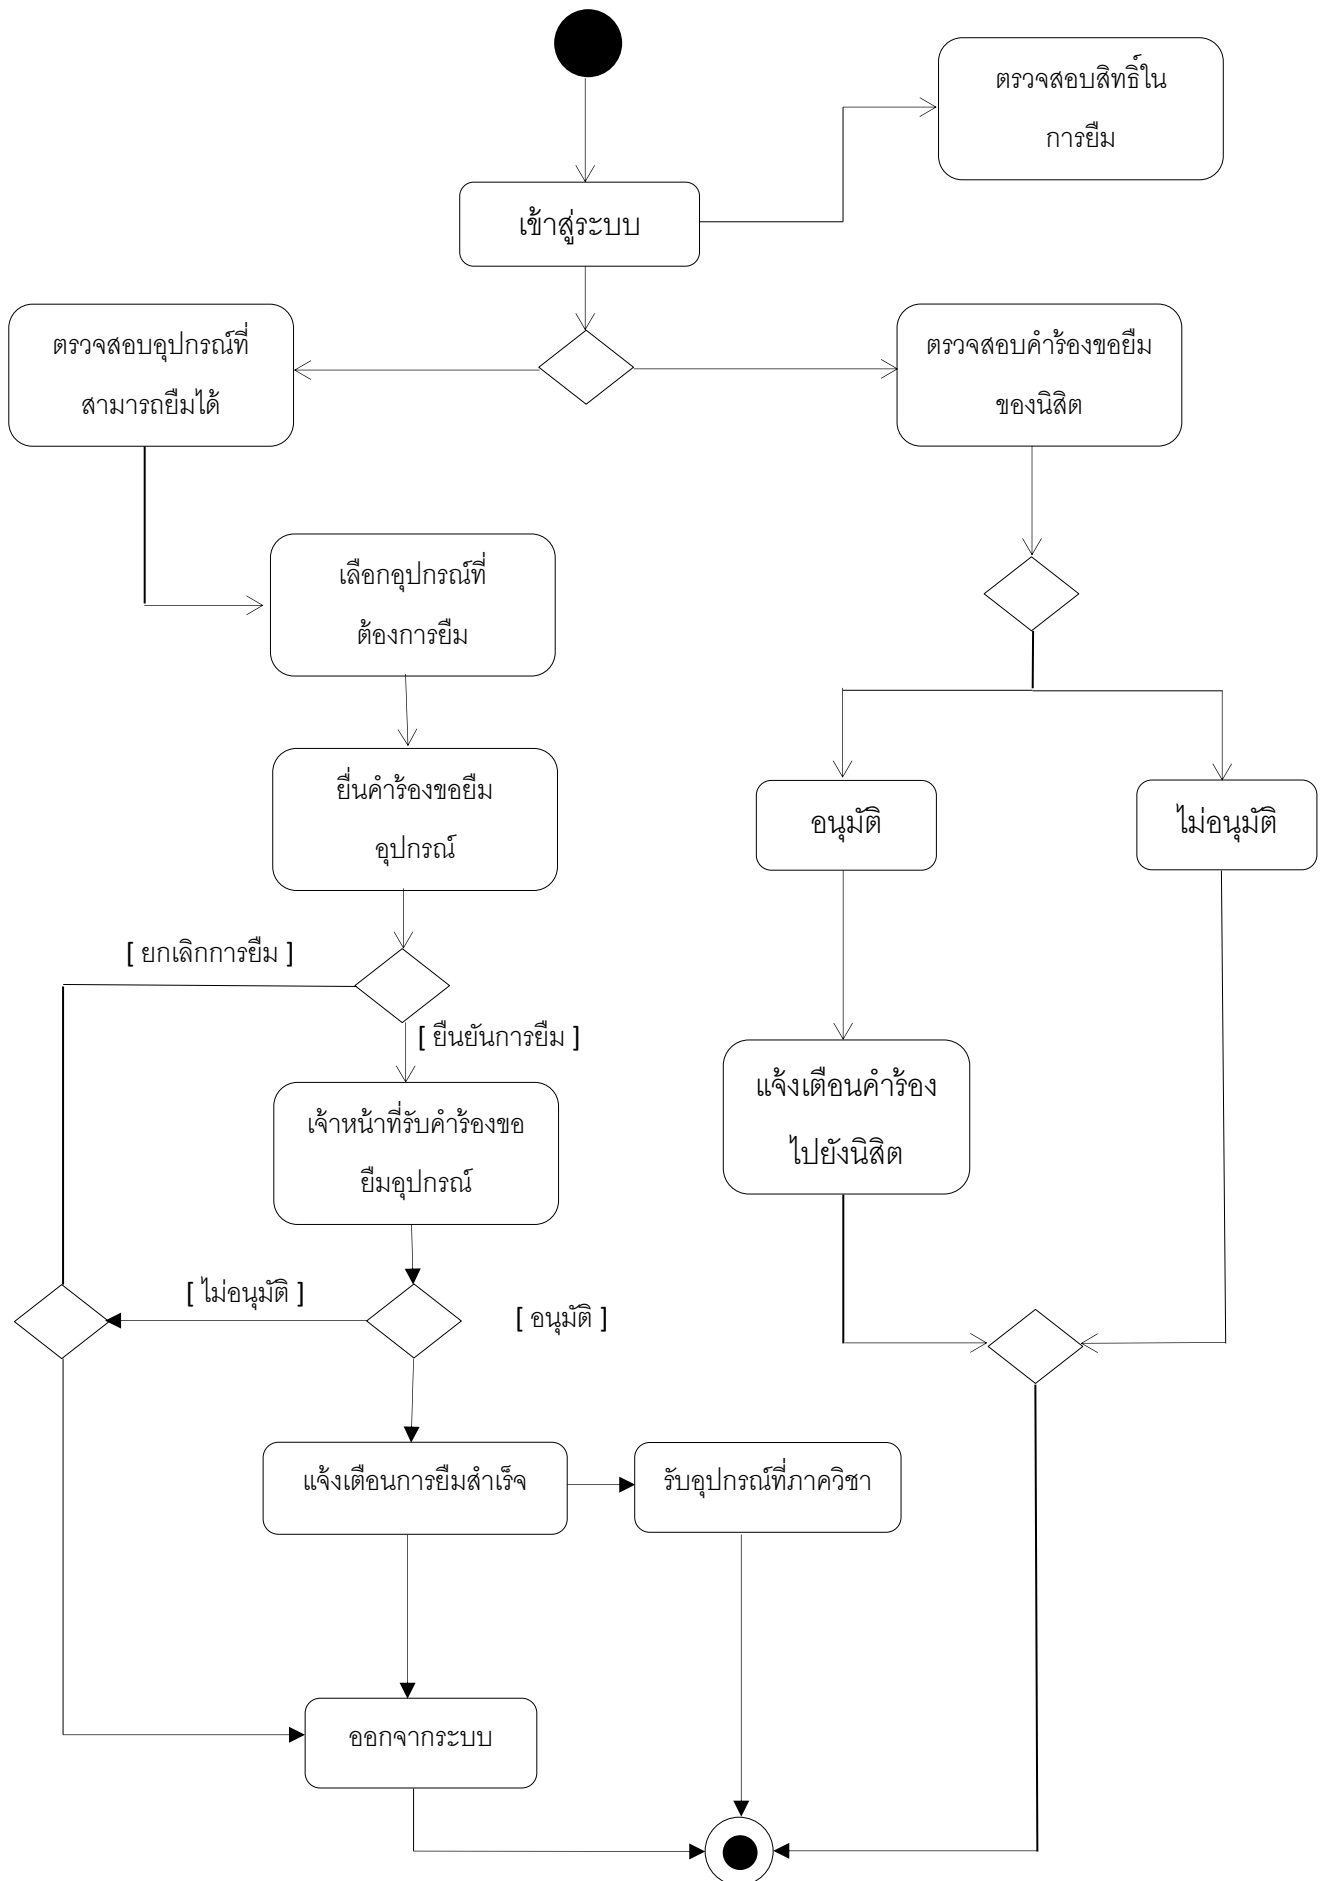 ตรวจสอบสิทธิ์ใน
การยืม
เข้าสู่ระบบ
ตรวจสอบอุปกรณ์ที่
สามารถยืมได้
ตรวจสอบคำร้องขอยืม
ของนิสิต
เลือกอุปกรณ์ที่
ต้องการยืม
ยื่นคำร้องขอยืม
อุปกรณ์
อนุมัติ
ไม่อนุมัติ
[ ยกเลิกการยืม ]
[ ยืนยันการยืม ]
แจ้งเตือนคำร้อง
ไปยังนิสิต
เจ้าหน้าที่รับคำร้องขอ
ยืมอุปกรณ์
[ ไม่อนุมัติ ]
[ อนุมัติ ]
แจ้งเตือนการยืมสำเร็จ
รับอุปกรณ์ที่ภาควิชา
ออกจากระบบ